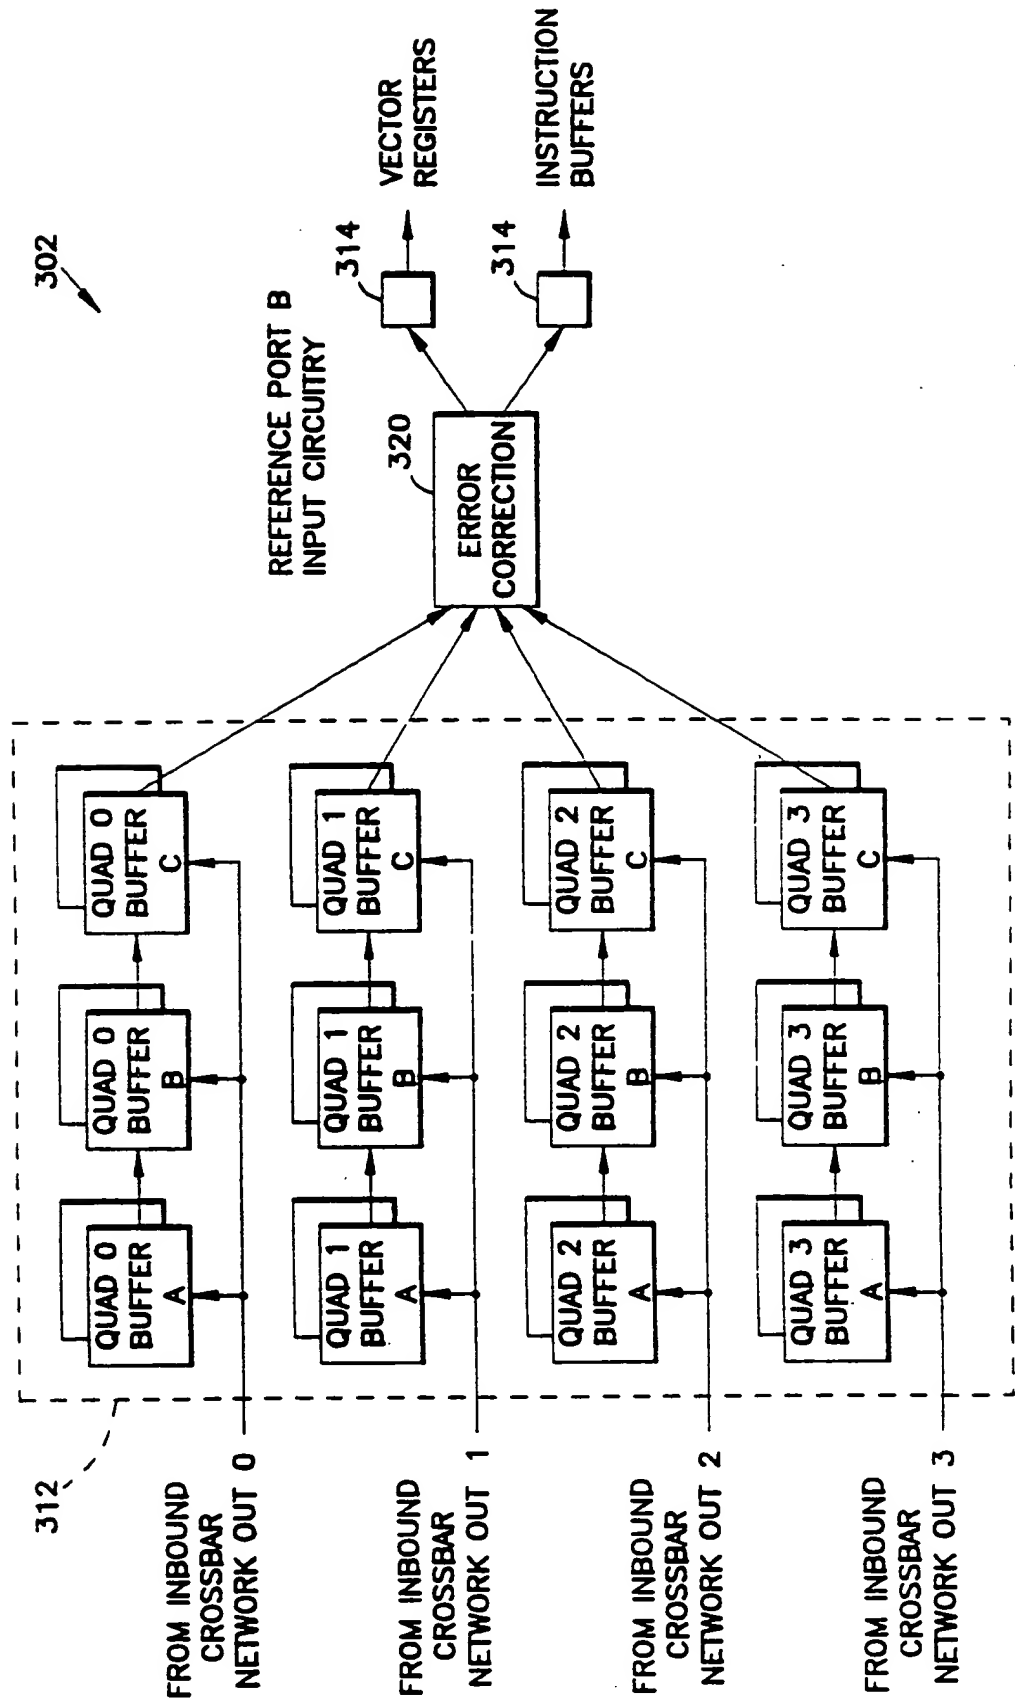 302
REFERENCE PORT B
INPUT CIRCUITRY
312
FROM INBOUND
CROSSBAR
NETWORK OUT 0
QUAD 0
BUFFER
A
QUAD 0
BUFFER
B
QUAD 0
BUFFER
C
FROM INBOUND
CROSSBAR
NETWORK OUT 1
QUAD 1
BUFFER
A
QUAD 1
BUFFER
B
QUAD 1
BUFFER
C
FROM INBOUND
CROSSBAR
NETWORK OUT 2
QUAD 2
BUFFER
A
QUAD 2
BUFFER
B
QUAD 2
BUFFER
C
FROM INBOUND
CROSSBAR
NETWORK OUT 3
QUAD 3
BUFFER
A
QUAD 3
BUFFER
B
QUAD 3
BUFFER
C
320
ERROR
CORRECTION
314
VECTOR
REGISTERS
314
INSTRUCTION
BUFFERS